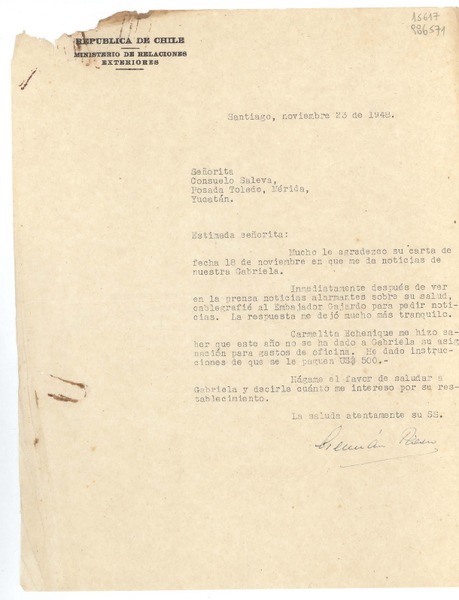 15617
986571
REPUBLICA DE CHILE
MINISTERIO DE RELACIONES
EXTERIORES
Santiago, noviembre 23 de 1948.
Señorita
Consuelo Saleva,
Posada Toledo, Mérida,
Yucatán.
Estimada señorita:
Mucho le agradezco su carta de
fecha 18 de noviembre en que me da noticias de
nuestra Gabriela.
Inmediatamente después de ver
en la prensa noticias alarmantes sobre su salud,
cablegrafié al Embajador Gajardo para pedir noti-
cias. La respuesta me dejó mucho más tranquilo.
Carmelita Echenique me hizo sa-
ber que este año no se ha dado a Gabriela su asig
nación para gastos de oficina. He dado instruc-
ciones de que se le paguen US$ 500.-
Hágame el favor de saludar a
Gabriela y decirle cuánto me intereso por su res-
tablecimiento.
La saluda atentamente su SS.
Germán